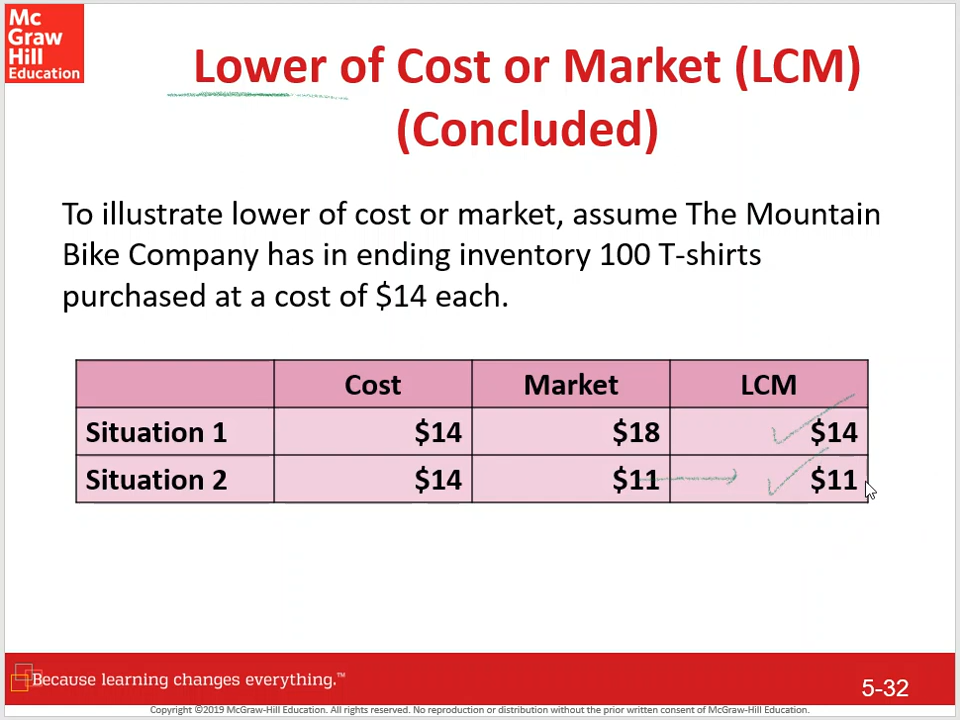 Mc
Graw
Hill
Education
Lower of Cost or Market (LCM)
(Concluded)
To illustrate lower of cost or market, assume The Mountain
Bike Company has in ending inventory 100 T-shirts
purchased at a cost of $14 each.
Cost Market LCM
Situation 1 $14 $18 $14
Situation 2 $14 $11 $11
Because learning changes everything.™
5-32
Copyright ©2019 McGraw-Hill Education. All rights reserved. No reproduction or distribution without the prior written consent of McGraw-Hill Education.